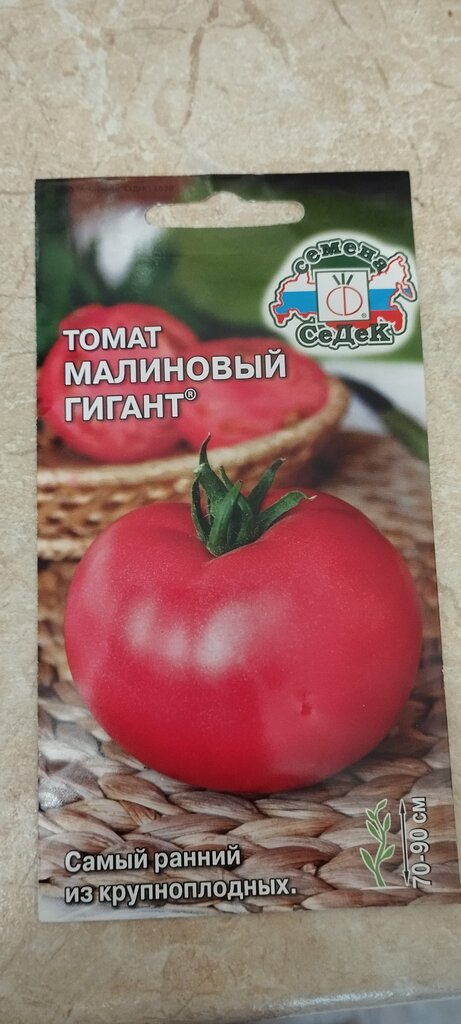 семена
СеДеК
ТОМАТ
МАЛИНОВЫЙ
ГИГАНТ®
Самый ранний
из крупноплодных.
70-90 см